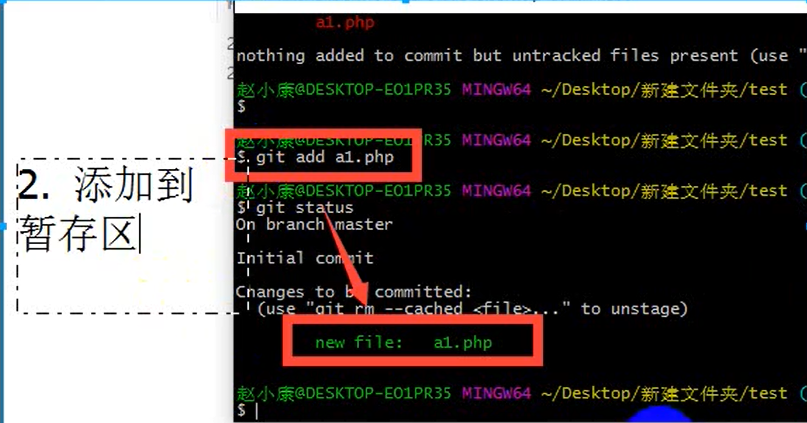 2. 添加到
暂存区
a1.php
nothing added to commit but untracked files present (use "
赵小康@DESKTOP-EO1PR35 MINGW64 ~/Desktop/新建文件夹/test (
$
赵小康@DESKTOP-EO1PR35 MINGW64 ~/Desktop/新建文件夹/test (
$ git add a1.php
赵小康@DESKTOP-EO1PR35 MINGW64 ~/Desktop/新建文件夹/test (
$ git status
On branch master
Initial commit
Changes to be committed:
(use "git rm --cached <file>..." to unstage)
new file: a1.php
赵小康@DESKTOP-EO1PR35 MINGW64 ~/Desktop/新建文件夹/test (
$